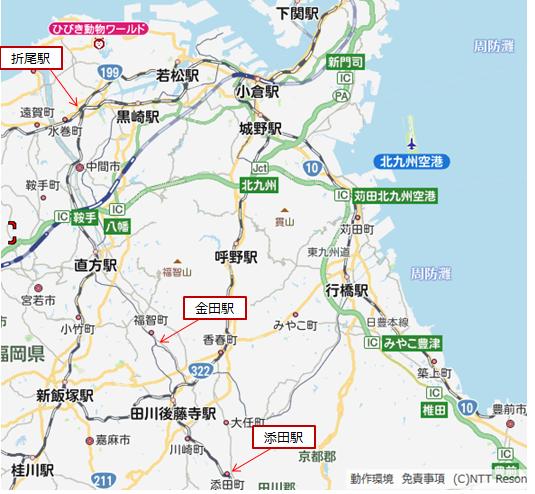 下関駅
ひびき動物ワールド
周防灘
折尾駅
新門司
199
若松駅
IC
小倉駅
PA
遠賀町
水巻町
黒崎駅
城野駅
北九州空港
中間市
10
Jct
北九州
鞍手町
IC
苅田北九州空港
IC
鞍手
IC
八幡
貫山
苅田町
直方駅
福智山
呼野駅
東九州道
周防灘
宮若市
行橋駅
金田駅
小竹町
福智町
みやこ町
日豊本線
香春町
IC
みやこ豊津
福岡県
322
築上町
新飯塚駅
田川後藤寺駅
IC
椎田
10
豊前市
大任町
添田駅
嘉麻市
川崎町
京都郡
IC
豊前
桂川駅
211
添田町
田川郡
動作環境 免責事項 (C)NTT Reson